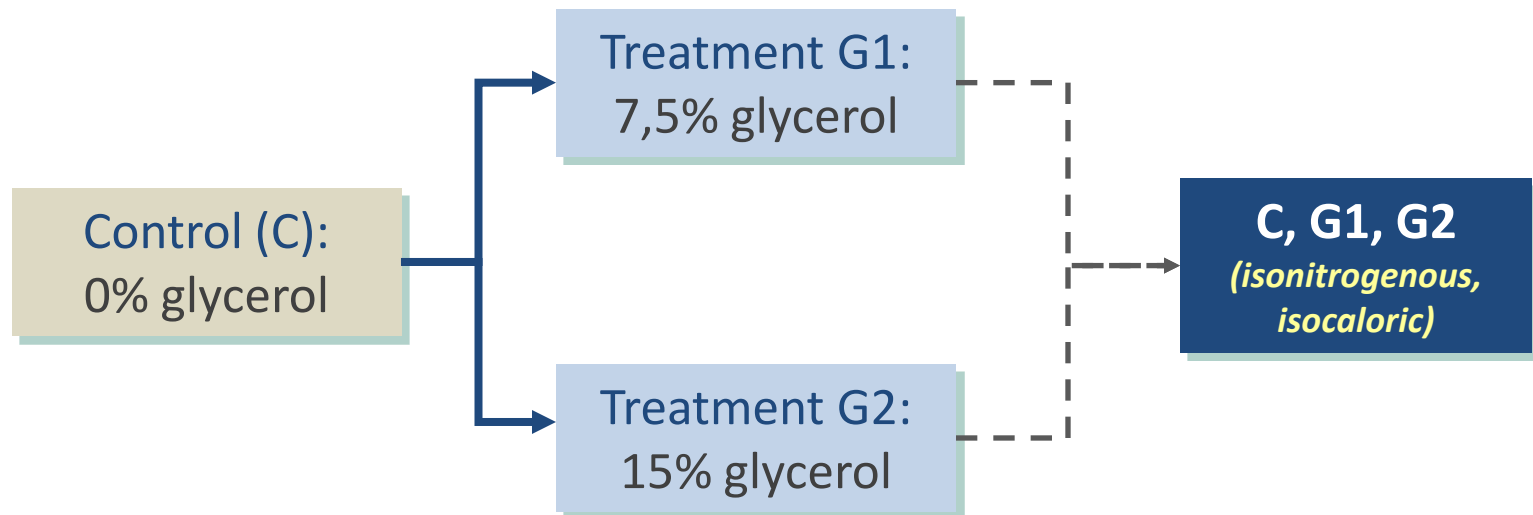 Control (C):
0% glycerol
Treatment G1:
7,5% glycerol
Treatment G2:
15% glycerol
C, G1, G2
(isonitrogenous,
isocaloric)